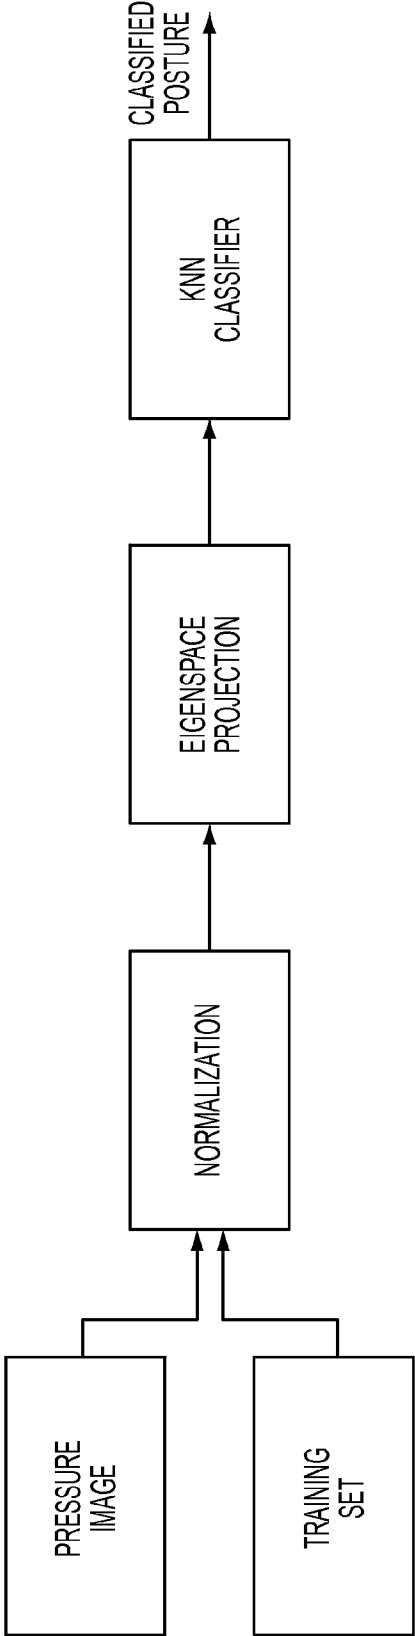 PRESSURE
IMAGE
TRAINING
SET
NORMALIZATION
EIGENSPACE
PROJECTION
KNN
CLASSIFIER
CLASSIFIED
POSTURE